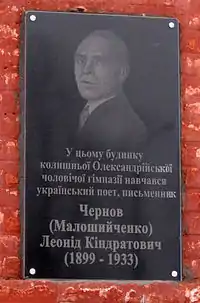 У цьому будинку
колишньої Олександрійської
чоловічої гімназії навчався
український поет, письменник
Чернов
(Малошийченко)
Леонід Кіндратович
(1899 - 1933)